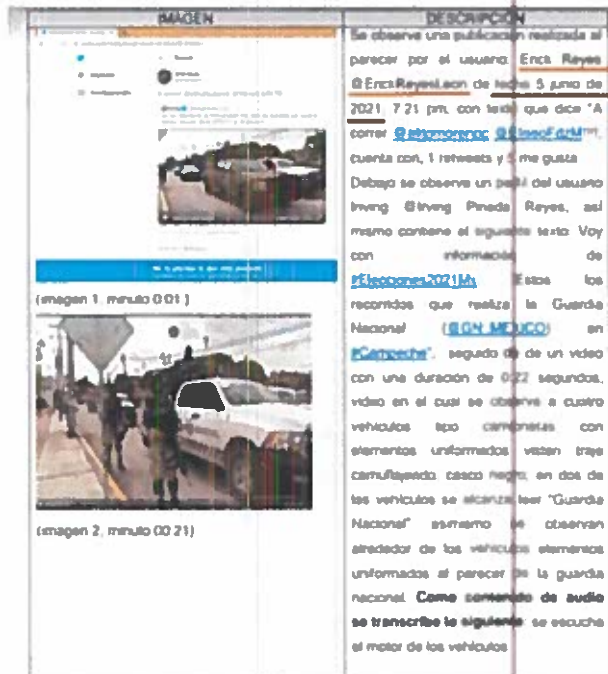 IMAGEN
DESCRIPCIÓN
(imagen 1, minuto 0:01 )
(imagen 2, minuto 00:21)
Se observa una publicación realizada al
parecer por el usuario Erick Reyes
@ErickReyesLeon de fecha 5 junio de
2021, 7:21 pm, con texto que dice "A
correr
cuenta con, 1 retweets y 5 me gusta
Debajo se observa un perfil del usuario
Irving @Irving Pineda Reyes, así
mismo contiene el siguiente texto: Voy
con información de
#Elecciones2021Mx Estos los
recorridos que realiza la Guardia
Nacional (@GN_MEXICO) en
#Campeche", seguido de de un video
con una duración de 0:22 segundos,
video en el cual se observa a cuatro
vehículos tipo camionetas con
elementos uniformados visten traje
camuflajeado casco negro, en dos de
los vehículos se alcanza leer "Guardia
Nacional" asimismo se observan
alrededor de los vehículos elementos
uniformados al parecer de la guardia
nacional. Como contenido de audio
se transcribe lo siguiente: se escucha
el motor de los vehículos